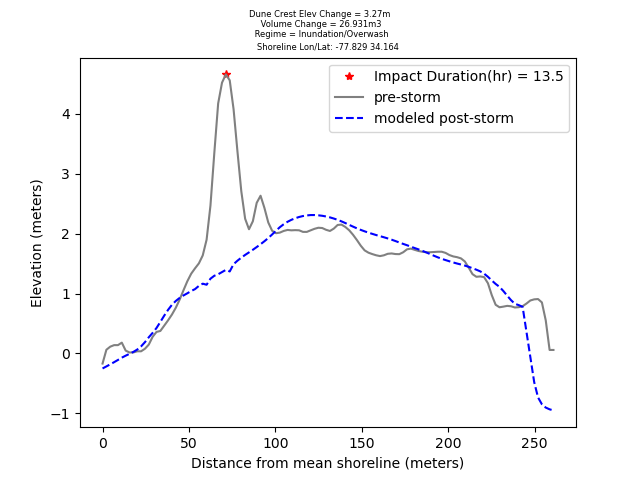 Dune Crest Elev Change = 3.27m
Volume Change = 26.931m3
Regime = Inundation/Overwash
Shoreline Lon/Lat: -77.829 34.164
Impact Duration(hr) = 13.5
pre-storm
modeled post-storm
Elevation (meters)
4
3
2
1
0
−1
0 50 100 150 200 250
Distance from mean shoreline (meters)